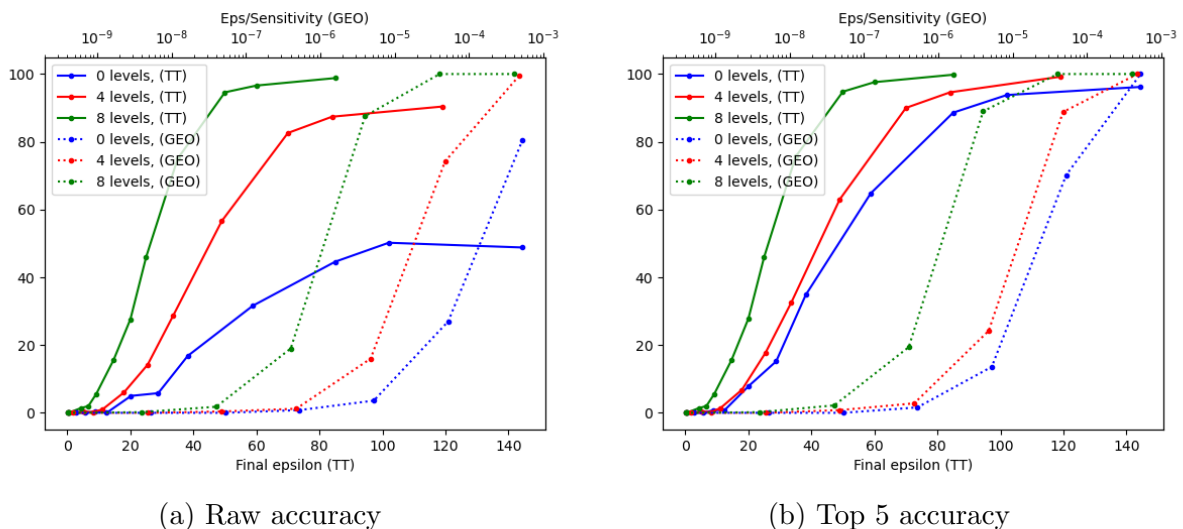 Eps/Sensitivity (GEO)
10⁻⁹ 10⁻⁸ 10⁻⁷ 10⁻⁶ 10⁻⁵ 10⁻⁴ 10⁻³
100
80
60
40
20
0
0 levels, (TT)
4 levels, (TT)
8 levels, (TT)
0 levels, (GEO)
4 levels, (GEO)
8 levels, (GEO)
0 20 40 60 80 100 120 140
Final epsilon (TT)
(a) Raw accuracy
Eps/Sensitivity (GEO)
10⁻⁹ 10⁻⁸ 10⁻⁷ 10⁻⁶ 10⁻⁵ 10⁻⁴ 10⁻³
100
80
60
40
20
0
0 levels, (TT)
4 levels, (TT)
8 levels, (TT)
0 levels, (GEO)
4 levels, (GEO)
8 levels, (GEO)
0 20 40 60 80 100 120 140
Final epsilon (TT)
(b) Top 5 accuracy